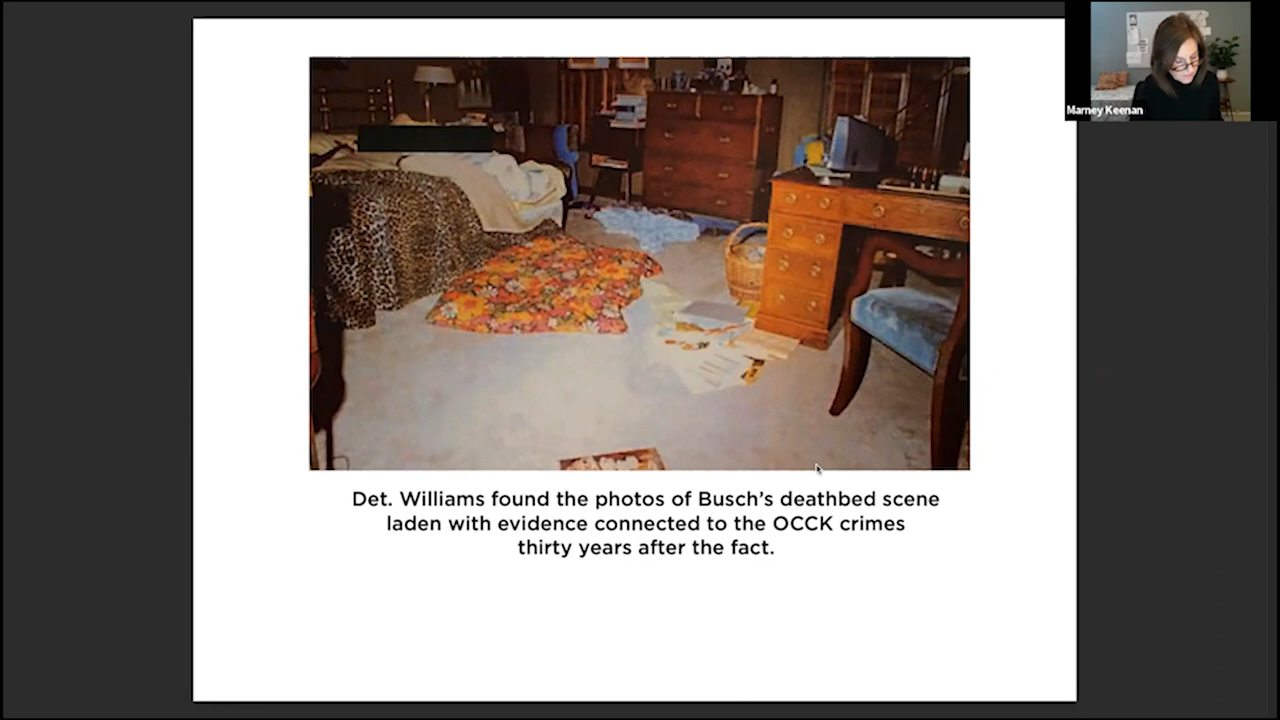 Marney Keenan
Det. Williams found the photos of Busch's deathbed scene
laden with evidence connected to the OCCK crimes
thirty years after the fact.